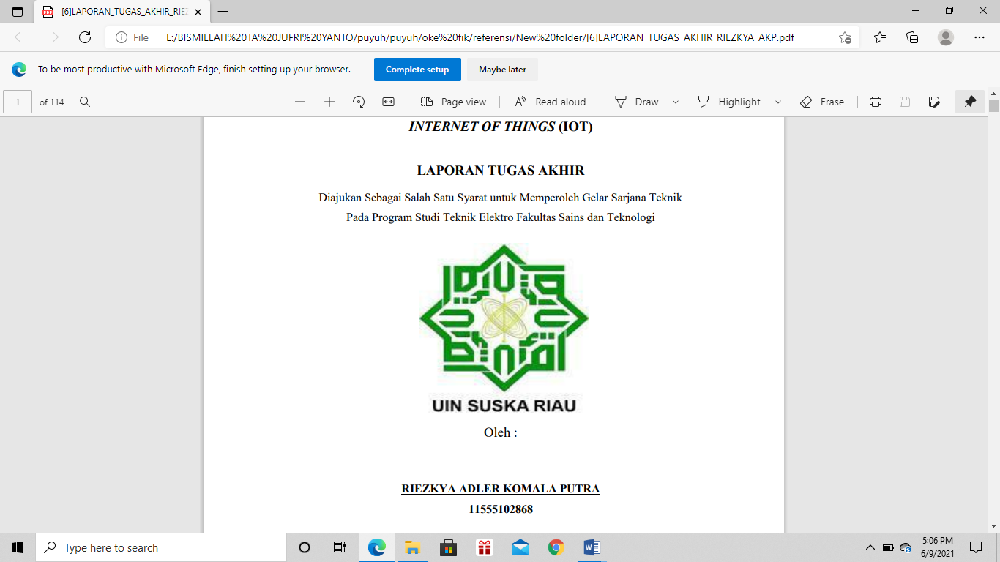 [6]LAPORAN_TUGAS_AKHIR_RIEZ
File
E:/BISMILLAH%20TA%20JUFRI%20YANTO/puyuh/puyuh/oke%20fik/referensi/New%20folder/[6]LAPORAN_TUGAS_AKHIR_RIEZKYA_AKP.pdf
To be most productive with Microsoft Edge, finish setting up your browser.
Complete setup
Maybe later
1 of 114
Page view
Read aloud
Draw
Highlight
Erase
INTERNET OF THINGS (IOT)
LAPORAN TUGAS AKHIR
Diajukan Sebagai Salah Satu Syarat untuk Memperoleh Gelar Sarjana Teknik
Pada Program Studi Teknik Elektro Fakultas Sains dan Teknologi
UIN SUSKA RIAU
Oleh :
RIEZKYA ADLER KOMALA PUTRA
11555102868
Type here to search
5:06 PM
6/9/2021